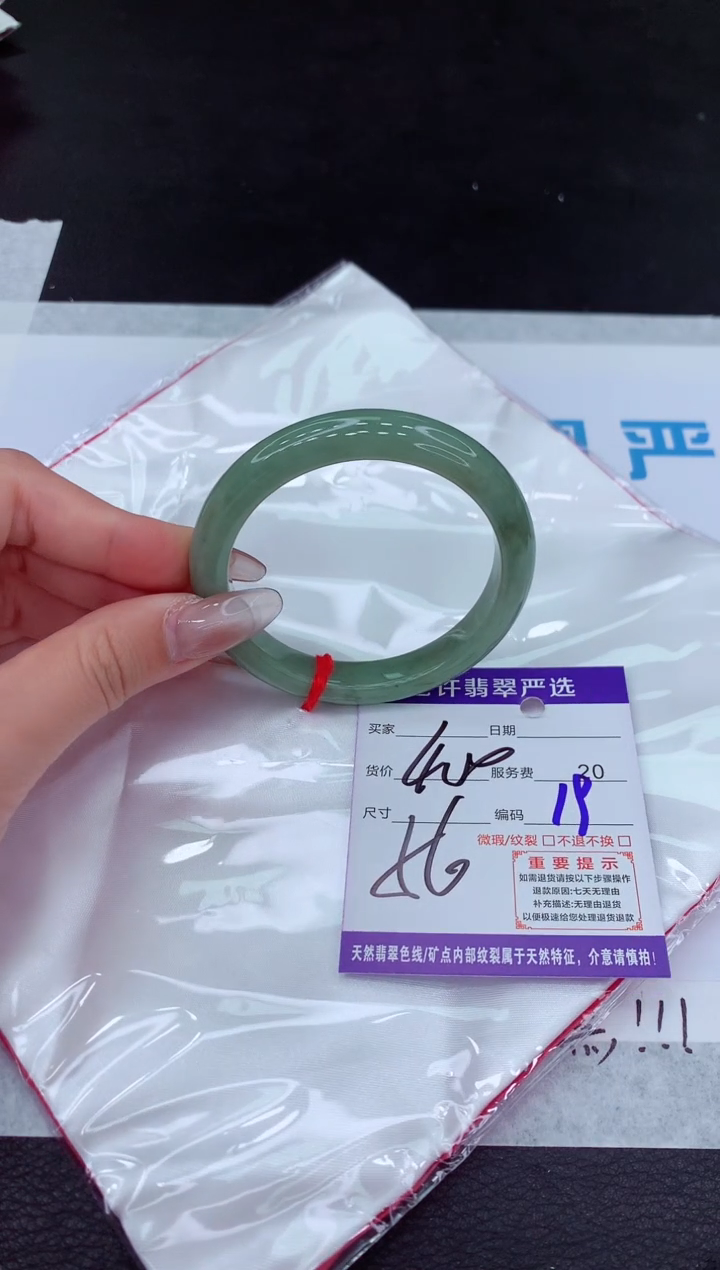 严
许翡翠严选
买家 日期
货价 服务费 20
尺寸 56 编码 19
微瑕/纹裂 □不退不换 □
重要提示
如需退货请按以下步骤操作
退款原因:七天无理由
补充描述:无理由退货
以便极速给您处理退货退款
天然翡翠色线/矿点内部纹裂属于天然特征，介意请慎拍！
!!!